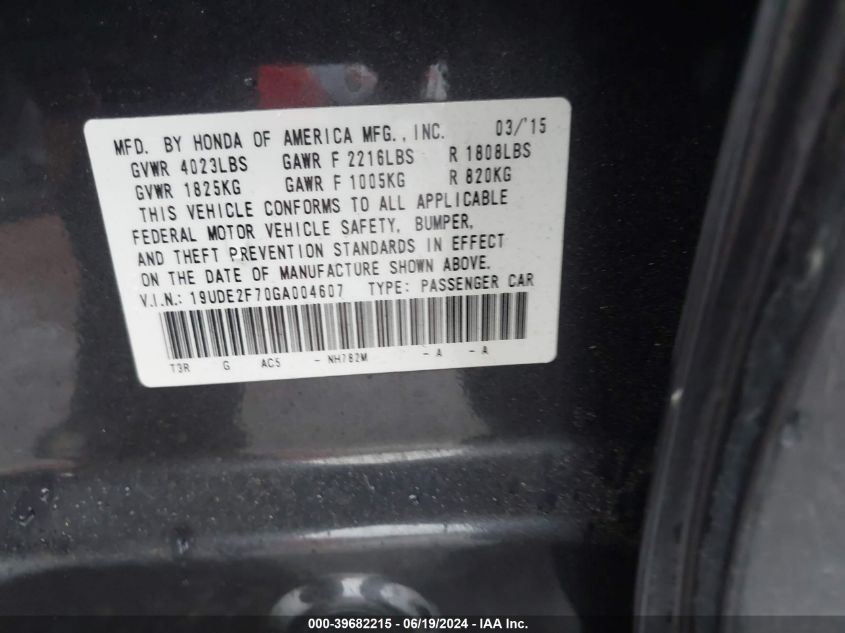 MFD. BY HONDA OF AMERICA MFG., INC. 03/'15
GVWR 4023LBS GAWR F 2216LBS R 1808LBS
GVWR 1825KG GAWR F 1005KG R 820KG
THIS VEHICLE CONFORMS TO ALL APPLICABLE
FEDERAL MOTOR VEHICLE SAFETY, BUMPER,
AND THEFT PREVENTION STANDARDS IN EFFECT
ON THE DATE OF MANUFACTURE SHOWN ABOVE.
V.I.N.: 19UDE2F70GA004607 TYPE: PASSENGER CAR
T3R G AC5 - NH782M - A - A
000-39682215 - 06/19/2024 - IAA Inc.